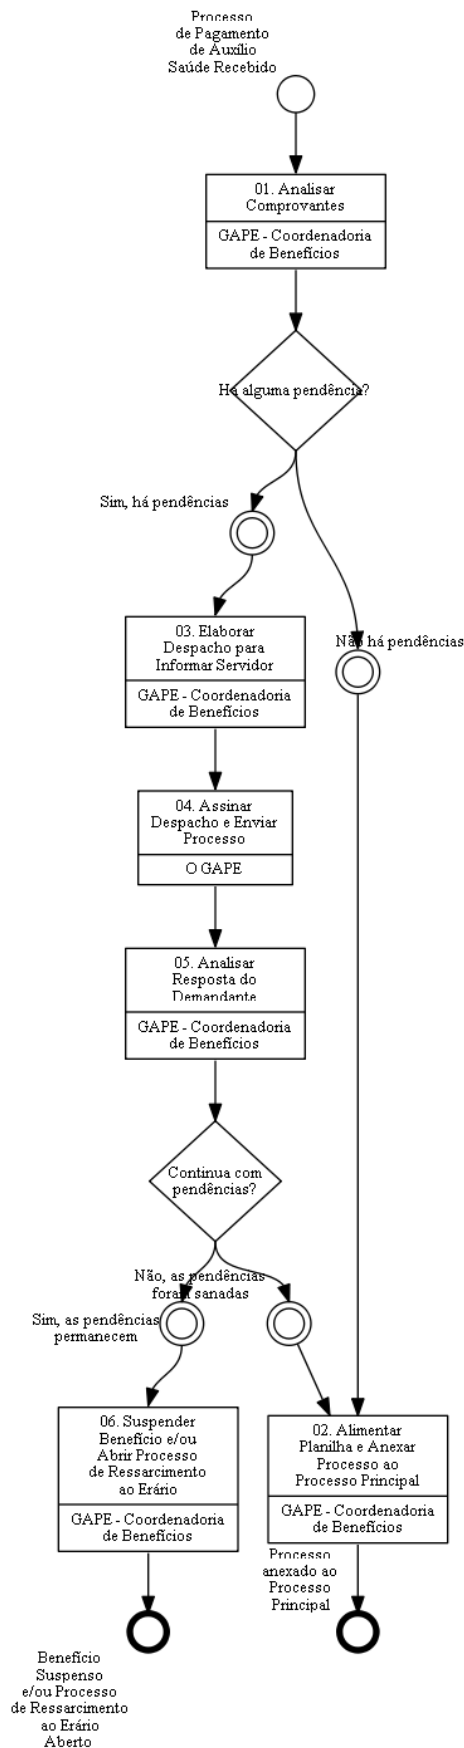 Processo
de Pagamento
de Auxílio
Saúde Recebido
01. Analisar
Comprovantes
GAPE - Coordenadoria
de Benefícios
Há alguma pendência?
Sim, há pendências
Não há pendências
03. Elaborar
Despacho para
Informar Servidor
GAPE - Coordenadoria
de Benefícios
04. Assinar
Despacho e Enviar
Processo
O GAPE
05. Analisar
Resposta do
Demandante
GAPE - Coordenadoria
de Benefícios
Continua com
pendências?
Não, as pendências
foram sanadas
Sim, as pendências
permanecem
06. Suspender
Benefício e/ou
Abrir Processo
de Ressarcimento
ao Erário
GAPE - Coordenadoria
de Benefícios
02. Alimentar
Planilha e Anexar
Processo ao
Processo Principal
GAPE - Coordenadoria
de Benefícios
Processo
anexado ao
Processo
Principal
Benefício
Suspenso
e/ou Processo
de Ressarcimento
ao Erário
Aberto